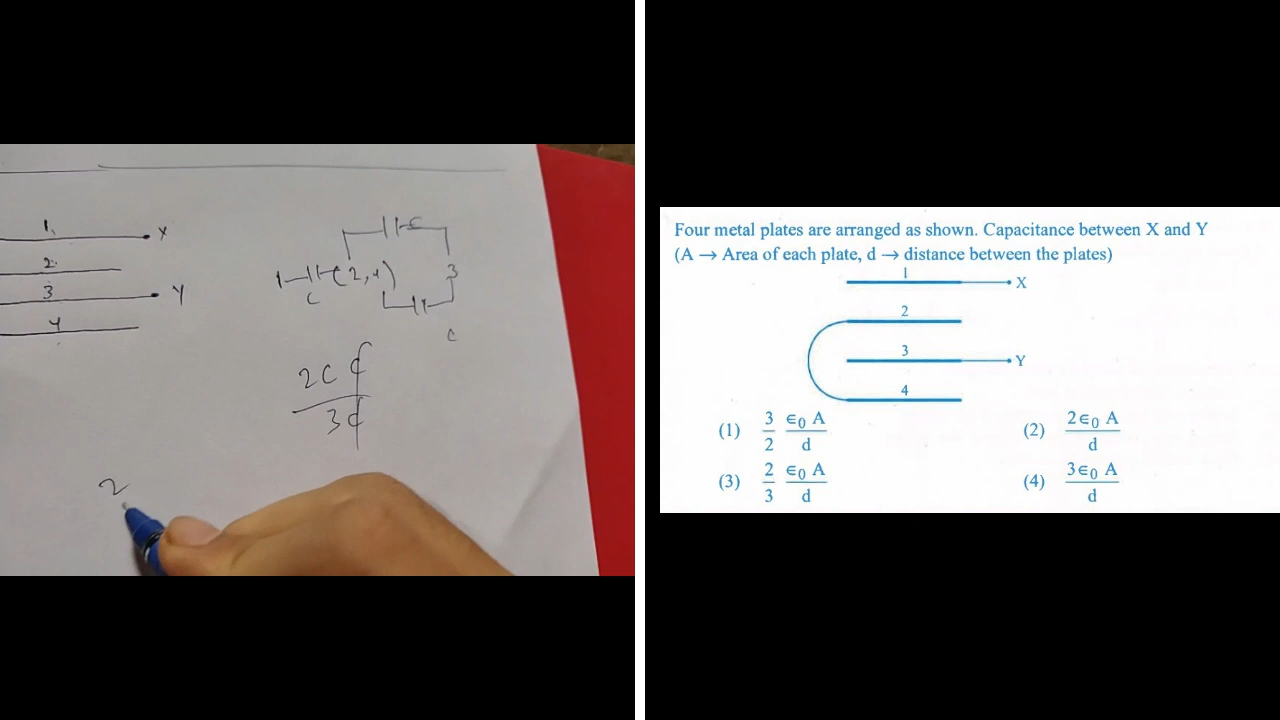 1.
X
2.
3
Y
4
C
1
(2,4)
3
C
C
2C C
3C
2
Four metal plates are arranged as shown. Capacitance between X and Y
(A → Area of each plate, d → distance between the plates)
1
X
2
3
Y
4
(1) 3/2 ϵ0 A/d
(2) 2ϵ0 A/d
(3) 2/3 ϵ0 A/d
(4) 3ϵ0 A/d